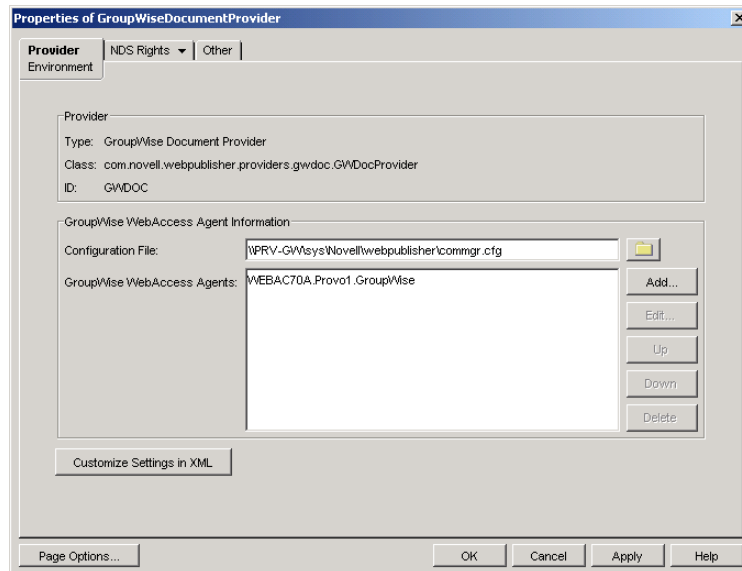 Properties of GroupWiseDocumentProvider
Provider NDS Rights Other
Environment
Provider
Type: GroupWise Document Provider
Class: com.novell.webpublisher.providers.gwdoc.GWDocProvider
ID: GWDOC
GroupWise WebAccess Agent Information
Configuration File: \\PRV-GW\sys\Novell\webpublisher\commgr.cfg
GroupWise WebAccess Agents: WEBAC70A.Provo1.GroupWise
Add...
Edit...
Up
Down
Delete
Customize Settings in XML
Page Options... OK Cancel Apply Help